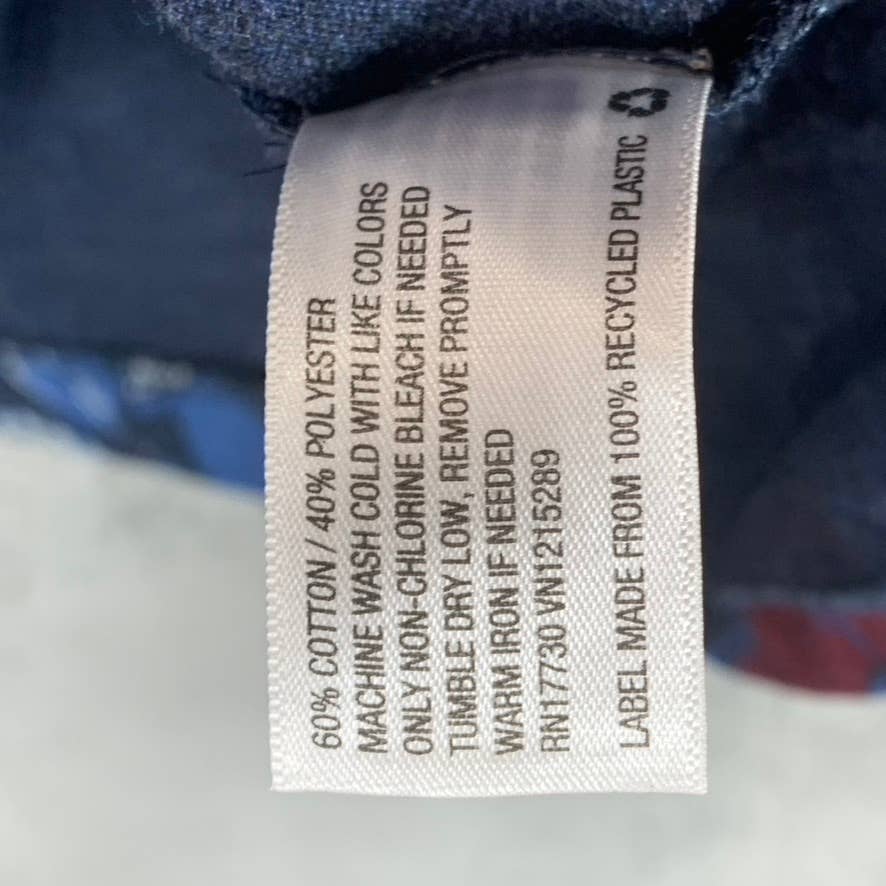 60% COTTON / 40% POLYESTER
MACHINE WASH COLD WITH LIKE COLORS
ONLY NON-CHLORINE BLEACH IF NEEDED
TUMBLE DRY LOW, REMOVE PROMPTLY
WARM IRON IF NEEDED
RN17730 VN1215289
LABEL MADE FROM 100% RECYCLED PLASTIC